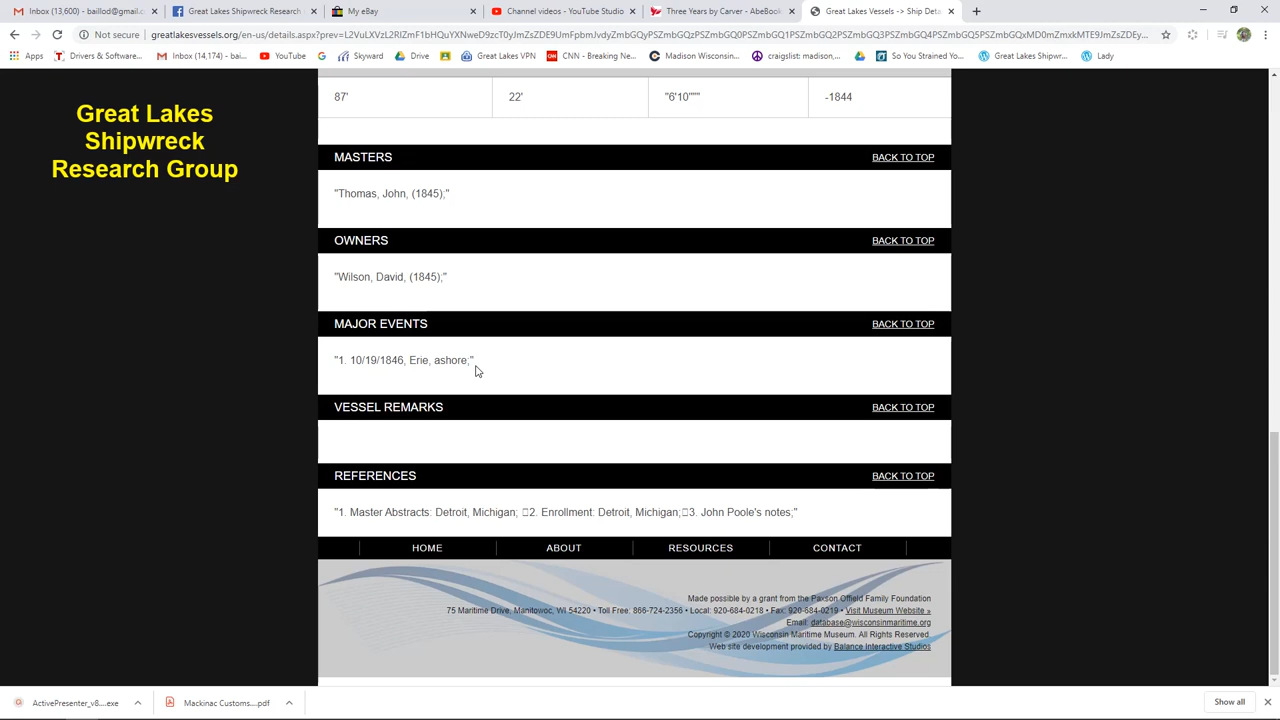 Inbox (13,600) - baillod@gmail.c
Great Lakes Shipwreck Research
My eBay
Channel videos - YouTube Studio
Three Years by Carver - AbeBook
Great Lakes Vessels -> Ship Deta
Not secure | greatlakesvessels.org/en-us/details.aspx?prev=
Apps
Drivers & Software...
Inbox (14,174) - bai...
YouTube
Skyward
Drive
Great Lakes VPN
CNN - Breaking Ne...
Madison Wisconsin...
craigslist: madison...
So You Strained Yo...
Great Lakes Shipwr...
Lady
Great Lakes
Shipwreck
Research Group
87' 22' "6'10""" -1844
MASTERS BACK TO TOP
"Thomas, John, (1845);"
OWNERS BACK TO TOP
"Wilson, David, (1845);"
MAJOR EVENTS BACK TO TOP
"1. 10/19/1846, Erie, ashore;"
VESSEL REMARKS BACK TO TOP
REFERENCES BACK TO TOP
"1. Master Abstracts: Detroit, Michigan; □2. Enrollment: Detroit, Michigan;□3. John Poole's notes;"
HOME ABOUT RESOURCES CONTACT
Made possible by a grant from the Paxson Offield Family Foundation
75 Maritime Drive, Manitowoc, WI 54220 • Toll Free: 866-724-2356 • Local: 920-684-0218 • Fax: 920-684-0219 • Visit Museum Website »
Email: database@wisconsinmaritime.org
Copyright © 2020 Wisconsin Maritime Museum. All Rights Reserved.
Web site development provided by Balance Interactive Studios
ActivePresenter_v8....exe
Mackinac Customs....pdf
Show all